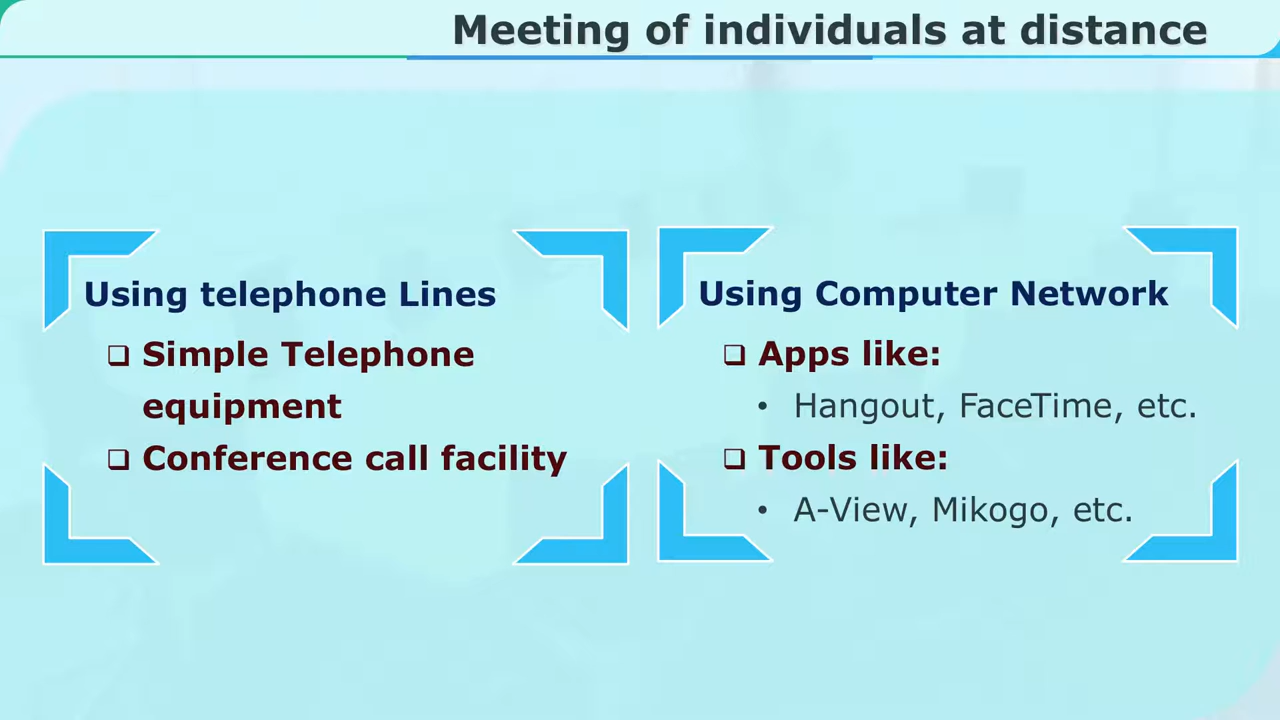 Meeting of individuals at distance
Using telephone Lines
❑ Simple Telephone
equipment
❑ Conference call facility
Using Computer Network
❑ Apps like:
• Hangout, FaceTime, etc.
❑ Tools like:
• A-View, Mikogo, etc.